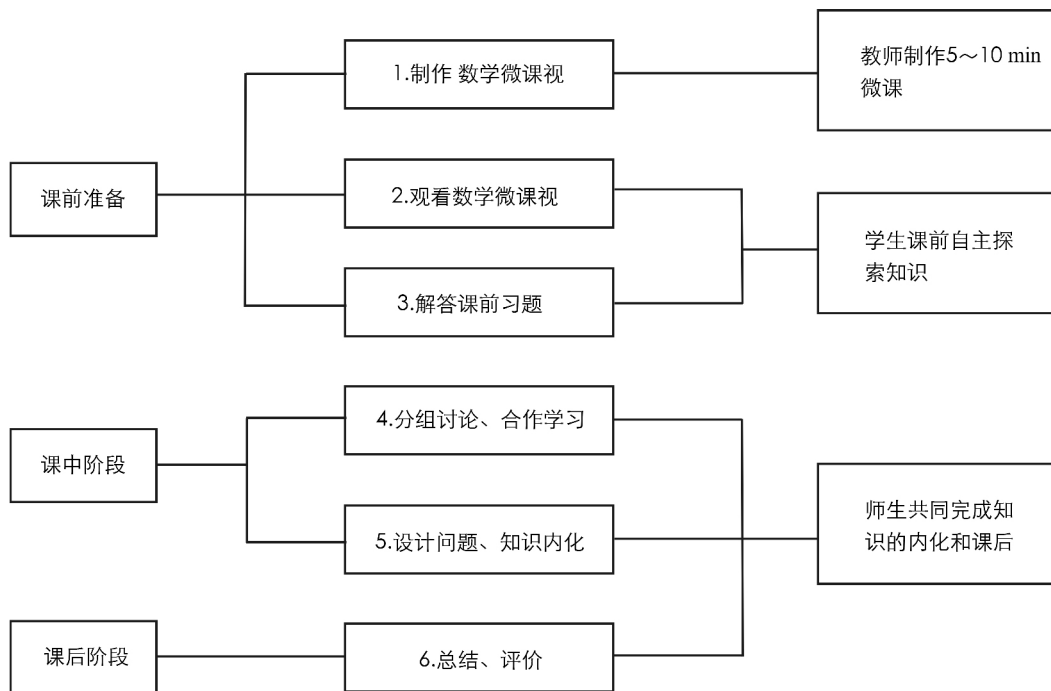 1.制作 数学微课视
教师制作5～10 min
微课
课前准备
2.观看数学微课视
学生课前自主探
索知识
3.解答课前习题
4.分组讨论、合作学习
课中阶段
师生共同完成知
识的内化和课后
5.设计问题、知识内化
课后阶段
6.总结、评价